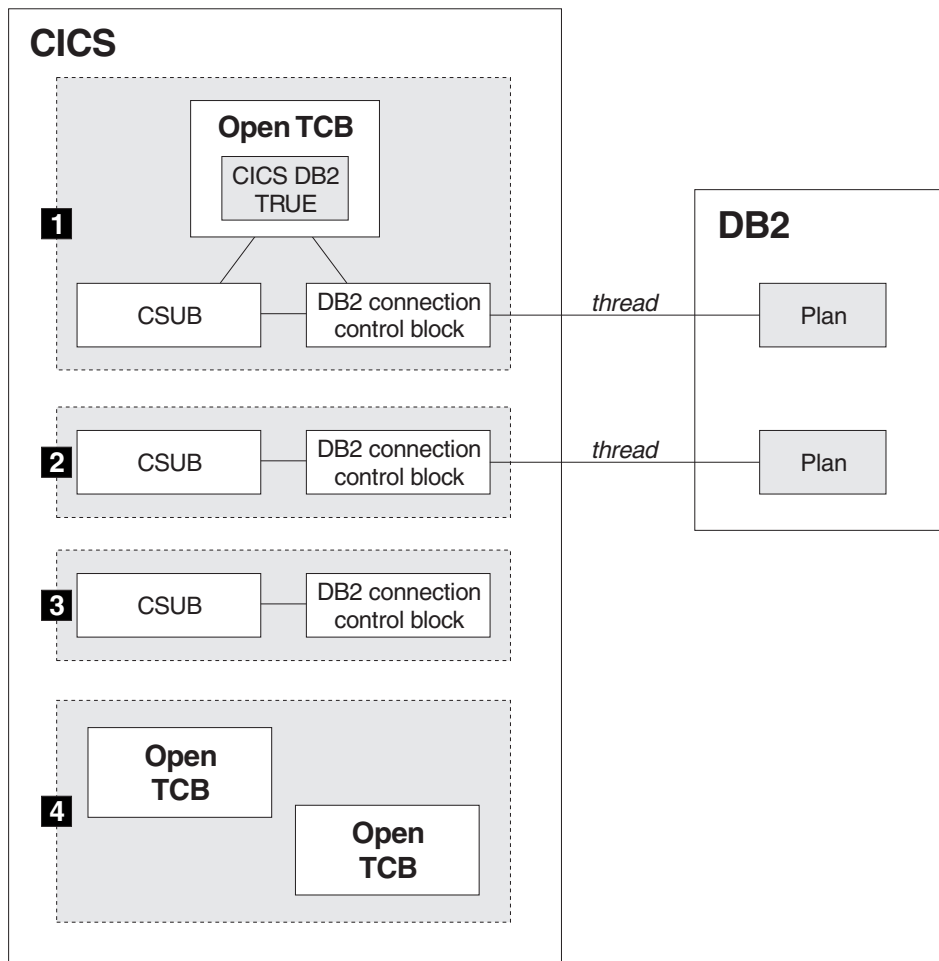 CICS
Open TCB
CICS DB2
TRUE
1
CSUB
DB2 connection
control block
thread
DB2
Plan
2
CSUB
DB2 connection
control block
thread
Plan
3
CSUB
DB2 connection
control block
4
Open
TCB
Open
TCB